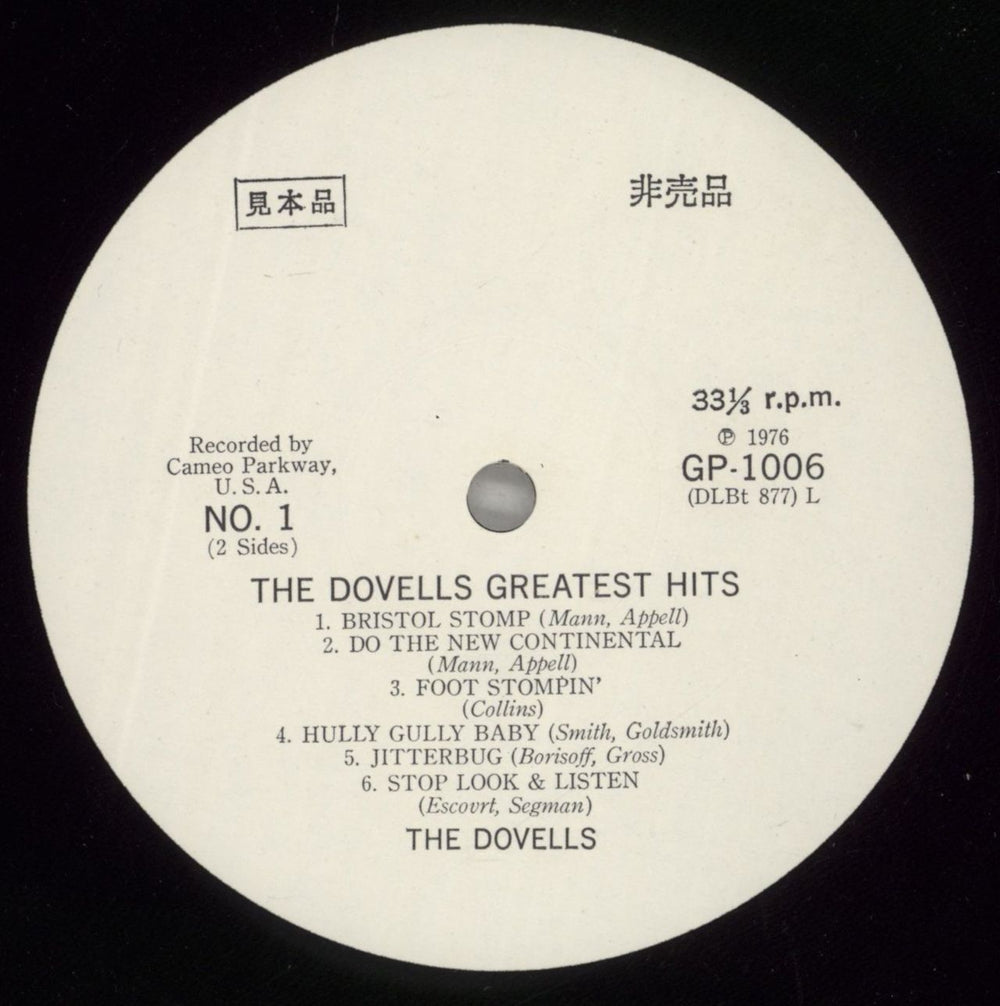 見本品
非売品
33⅓ r.p.m.
℗ 1976
GP-1006
(DLBt 877) L
Recorded by
Cameo Parkway,
U.S.A.
NO. 1
(2 Sides)
THE DOVELLS GREATEST HITS
1. BRISTOL STOMP (Mann, Appell)
2. DO THE NEW CONTINENTAL
(Mann, Appell)
3. FOOT STOMPIN'
(Collins)
4. HULLY GULLY BABY (Smith, Goldsmith)
5. JITTERBUG (Borisoff, Gross)
6. STOP LOOK & LISTEN
(Escovrt, Segman)
THE DOVELLS